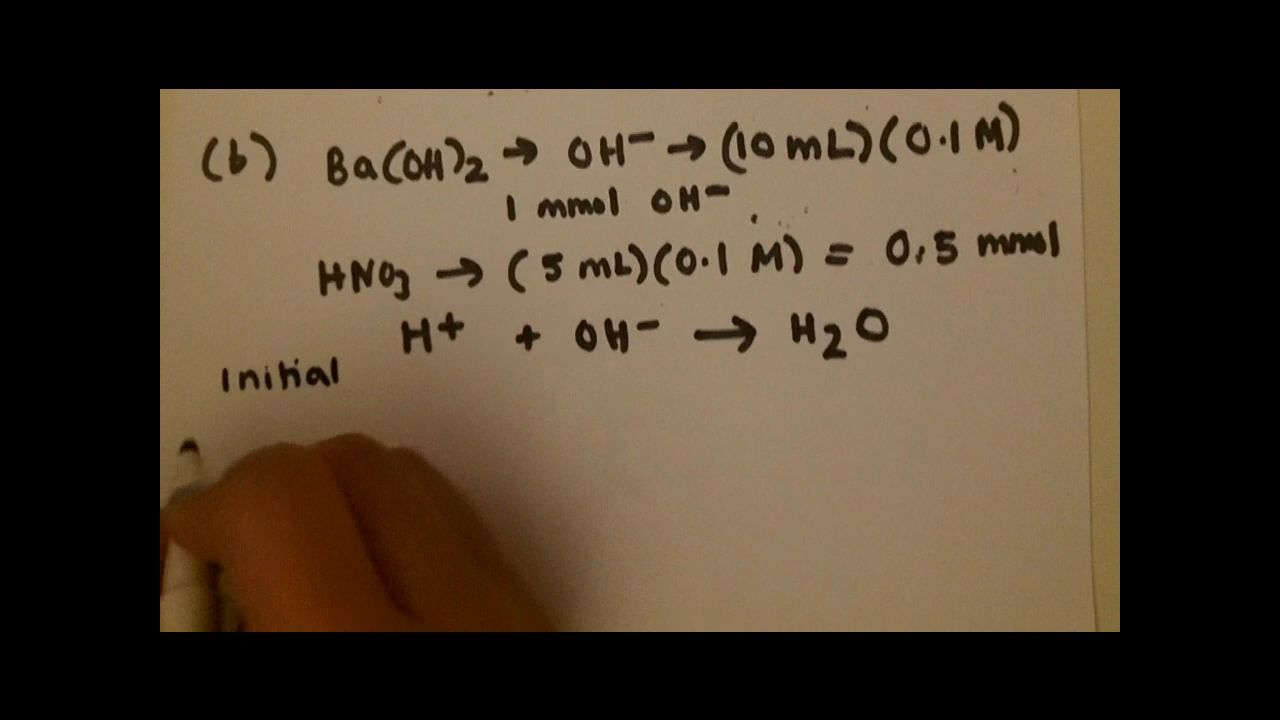 (b) Ba(OH)2 → OH⁻ → (10 mL)(0.1 M)
1 mmol OH⁻
HNO3 → (5 mL)(0.1 M) = 0.5 mmol
H+ + OH⁻ → H2O
Initial